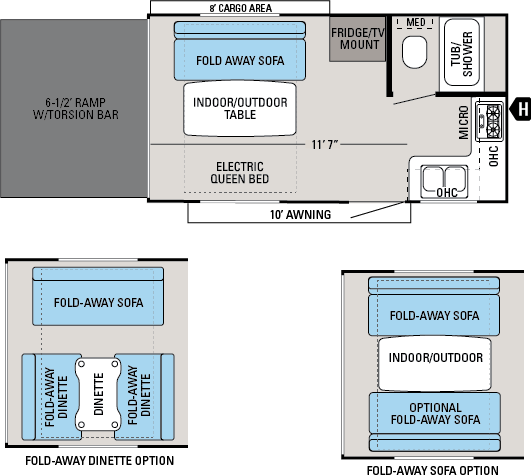 8' CARGO AREA
FRIDGE/TV
MOUNT
MED
TUB/
SHOWER
FOLD AWAY SOFA
6-1/2' RAMP
W/TORSION BAR
INDOOR/OUTDOOR
TABLE
11' 7"
MICRO
OHC
H
ELECTRIC
QUEEN BED
OHC
10' AWNING
FOLD-AWAY SOFA
FOLD-AWAY
DINETTE
DINETTE
FOLD-AWAY
DINETTE
FOLD-AWAY DINETTE OPTION
FOLD-AWAY SOFA
INDOOR/OUTDOOR
OPTIONAL
FOLD-AWAY SOFA
FOLD-AWAY SOFA OPTION